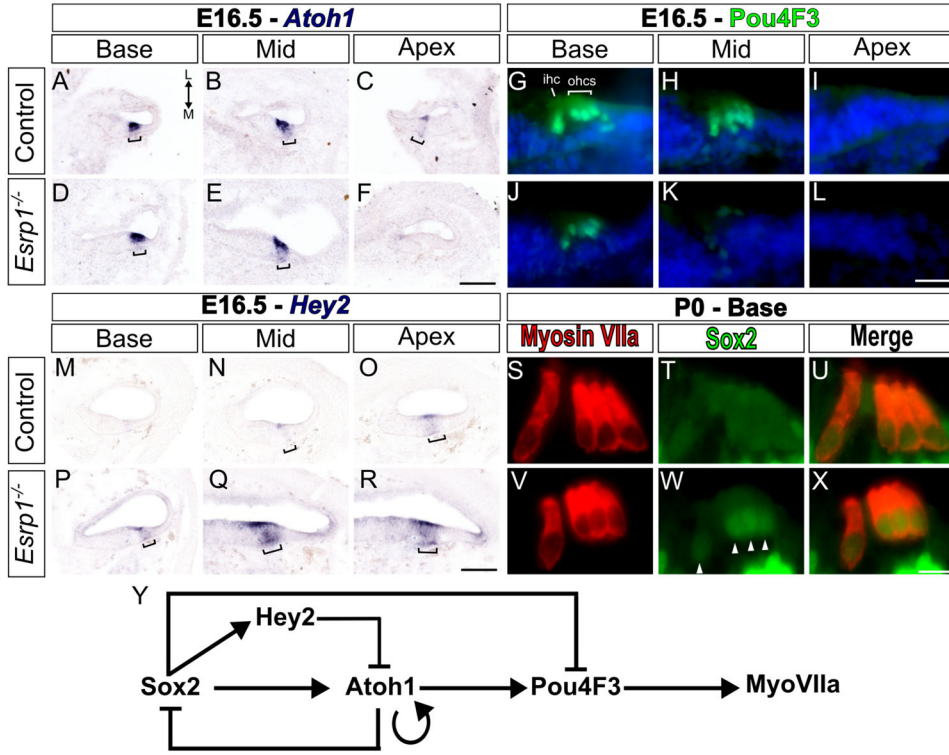 E16.5 - Atoh1
Base Mid Apex
Control
A B C
L
M
Esrp1-/-
D E F
E16.5 - Pou4F3
Base Mid Apex
G H I
ihc ohcs
J K L
E16.5 - Hey2
Base Mid Apex
Control
M N O
Esrp1-/-
P Q R
P0 - Base
Myosin VIIa Sox2 Merge
S T U
V W X
Y
Hey2
Sox2 Atoh1 Pou4F3 MyoVIIa